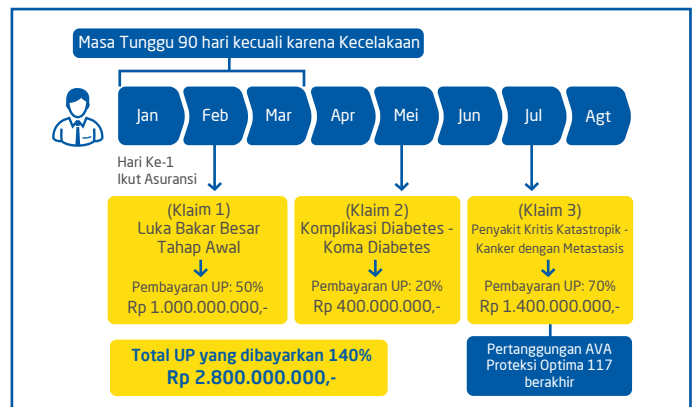 Masa Tunggu 90 hari kecuali karena Kecelakaan
Jan
Feb
Mar
Apr
Mei
Jun
Jul
Agt
Hari Ke-1
Ikut Asuransi
(Klaim 1)
Luka Bakar Besar
Tahap Awal
Pembayaran UP: 50%
Rp 1.000.000.000,-
(Klaim 2)
Komplikasi Diabetes -
Koma Diabetes
Pembayaran UP: 20%
Rp 400.000.000,-
(Klaim 3)
Penyakit Kritis Katastropik -
Kanker dengan Metastasis
Pembayaran UP: 70%
Rp 1.400.000.000,-
Total UP yang dibayarkan 140%
Rp 2.800.000.000,-
Pertanggungan AVA
Proteksi Optima 117
berakhir